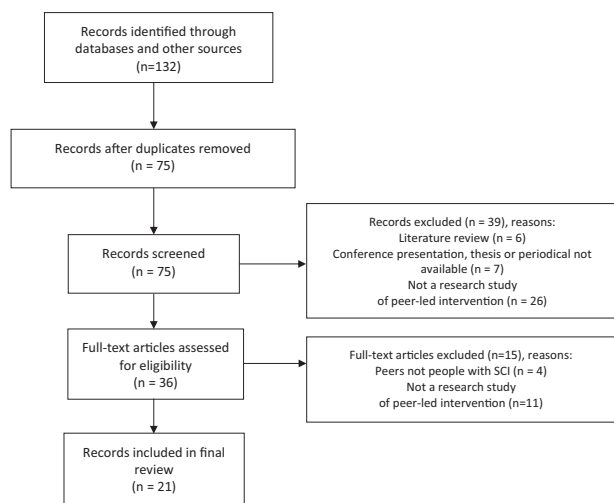 Records identified through
databases and other sources
(n=132)
Records after duplicates removed
(n = 75)
Records screened
(n = 75)
Records excluded (n = 39), reasons:
Literature review (n = 6)
Conference presentation, thesis or periodical not
available (n = 7)
Not a research study
of peer-led intervention (n = 26)
Full-text articles assessed
for eligibility
(n = 36)
Full-text articles excluded (n=15), reasons:
Peers not people with SCI (n = 4)
Not a research study
of peer-led intervention (n=11)
Records included in final
review
(n = 21)